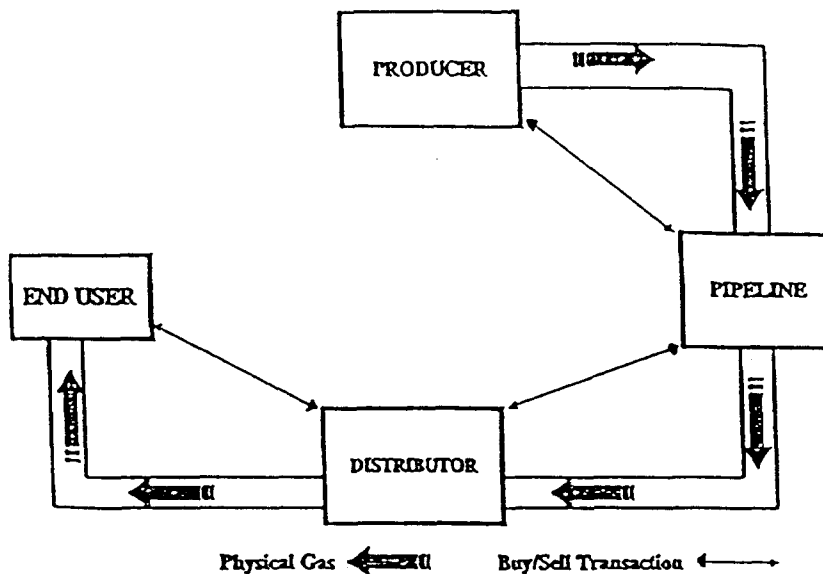 PRODUCER
END USER
PIPELINE
DISTRIBUTOR
Physical Gas
Buy/Sell Transaction